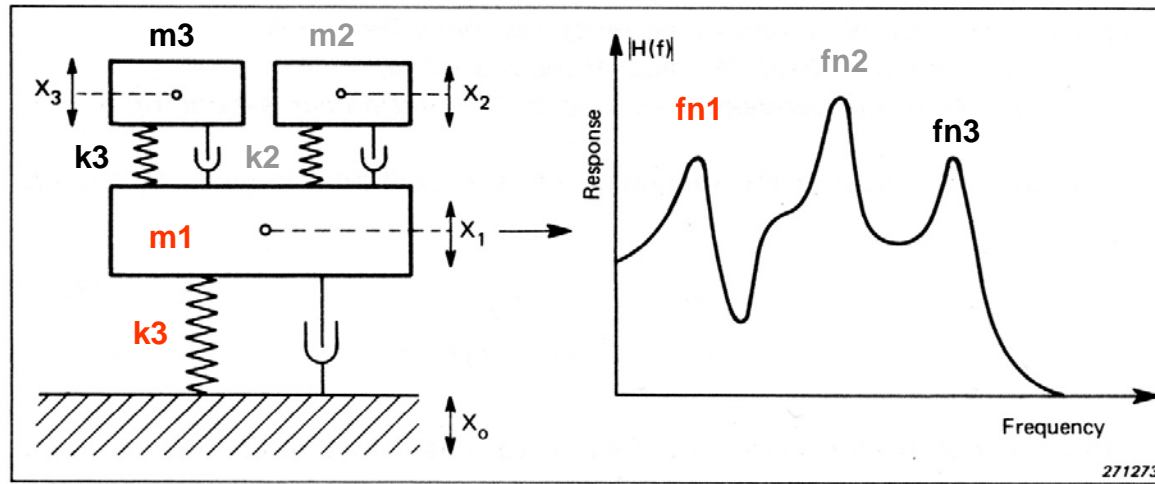 m3
m2
X3
X2
k3
k2
m1
X1
k3
Xo
|H(f)|
fn2
fn1
fn3
Response
Frequency
271273